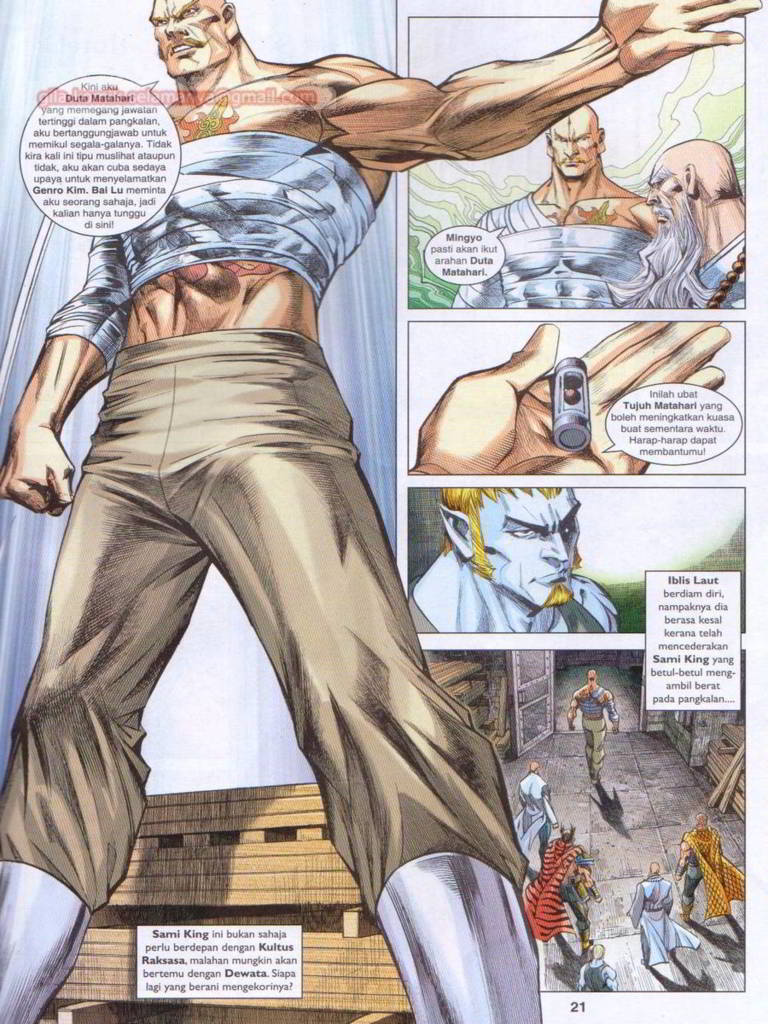 Kini aku
Duta Matahari
yang memegang jawatan
tertinggi dalam pangkalan,
aku bertanggungjawab untuk
memikul segala-galanya. Tidak
kira kali ini tipu muslihat ataupun
tidak, aku akan cuba sedaya
upaya untuk menyelamatkan
Genro Kim. Bai Lu meminta
aku seorang sahaja, jadi
kalian hanya tunggu
di sini!
Mingyo
pasti akan ikut
arahan Duta
Matahari.
Inilah ubat
Tujuh Matahari yang
boleh meningkatkan kuasa
buat sementara waktu.
Harap-harap dapat
membantumu!
Iblis Laut
berdiam diri,
nampaknya dia
berasa kesal
kerana telah
mencederakan
Sami King yang
betul-betul meng-
ambil berat
pada pangkalan....
Sami King ini bukan sahaja
perlu berdepan dengan Kultus
Raksasa, malahan mungkin akan
bertemu dengan Dewata. Siapa
lagi yang berani mengekorinya?
21